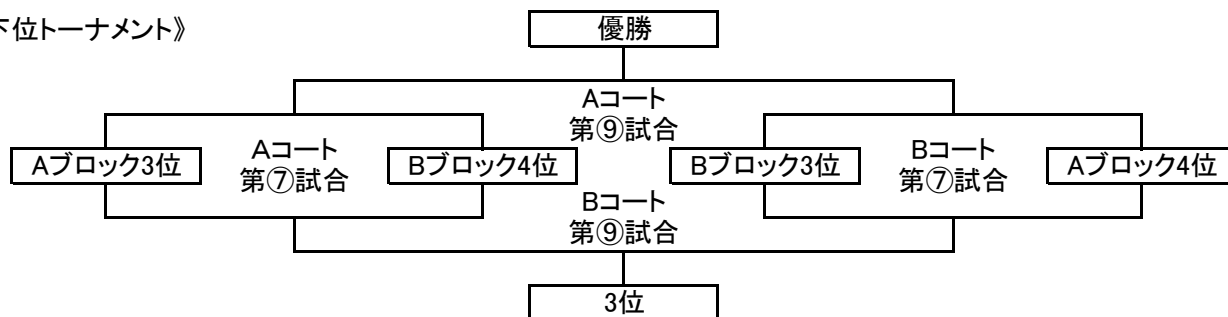 下位トーナメント》
優勝
Aコート
第⑨試合
Aブロック3位
Aコート
第⑦試合
Bブロック4位
Bブロック3位
Bコート
第⑦試合
Aブロック4位
Bコート
第⑨試合
3位